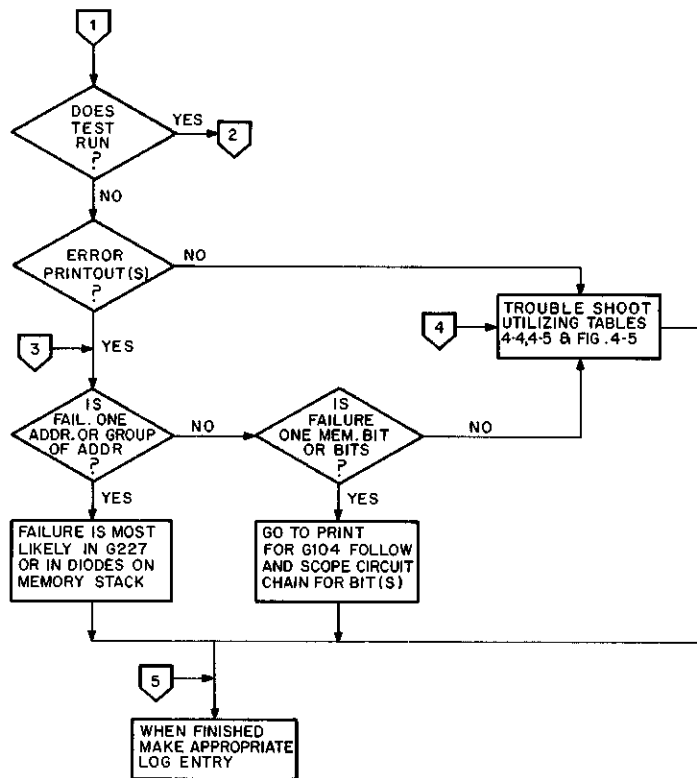 1
DOES
TEST
RUN
?
YES
2
NO
ERROR
PRINTOUT(S)
?
NO
YES
3
4
TROUBLE SHOOT
UTILIZING TABLES
4-4,4-5 & FIG. 4-5
IS
FAIL. ONE
ADDR. OR GROUP
OF ADDR
?
NO
YES
IS
FAILURE
ONE MEM. BIT
OR BITS
?
NO
YES
FAILURE IS MOST
LIKELY IN G227
OR IN DIODES ON
MEMORY STACK
GO TO PRINT
FOR G104 FOLLOW
AND SCOPE CIRCUIT
CHAIN FOR BIT(S)
5
WHEN FINISHED
MAKE APPROPRIATE
LOG ENTRY